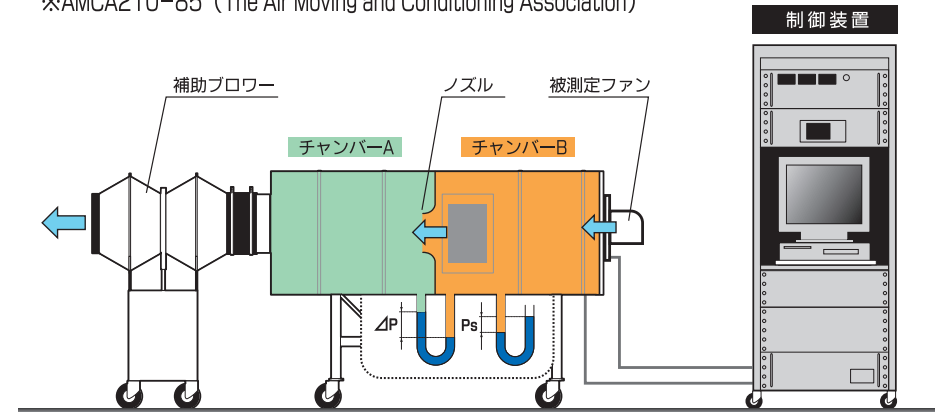 ※AMCA210-85（The Air Moving and Conditioning Association）
制御装置
補助ブロワー
ノズル
被測定ファン
チャンバーA
チャンバーB
⊿P
Ps